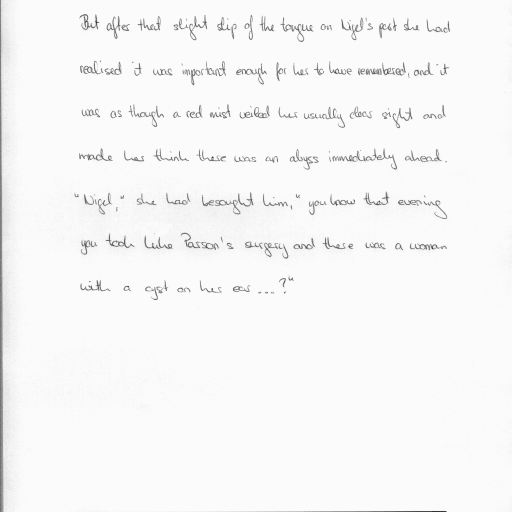 But after that slight slip of the tongue on Nigel's part she had
realised it was important enough for her to have remembered, and it
was as though a red mist veiled her usually clear sight and
made her think there was an abyss immediately ahead.
"Nigel," she had besought him, "you know that evening
you took Luke Parson's surgery and there was a woman
with a cyst on her ear ...?"